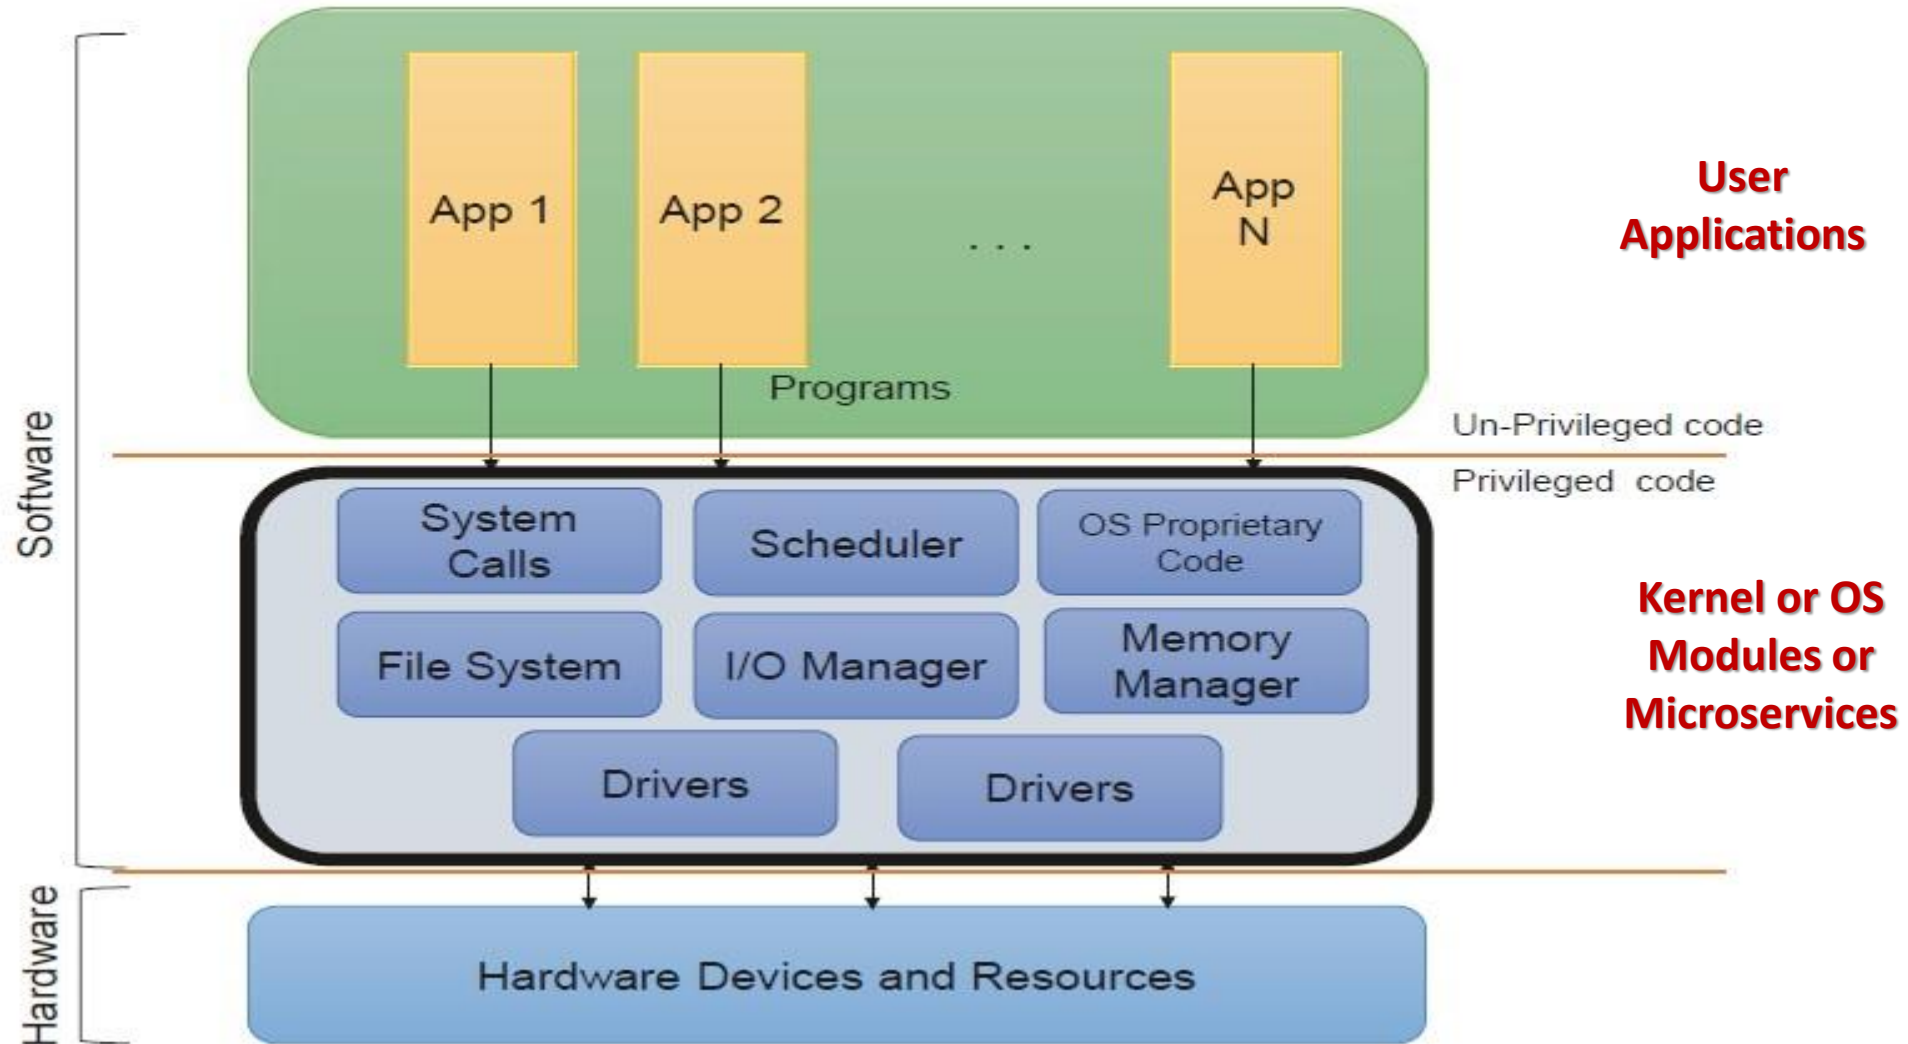 App 1
App 2
. . .
App
N
Programs
User
Applications
Un-Privileged code
Privileged code
Software
System
Calls
Scheduler
OS Proprietary
Code
File System
I/O Manager
Memory
Manager
Drivers
Drivers
Kernel or OS
Modules or
Microservices
Hardware
Hardware Devices and Resources